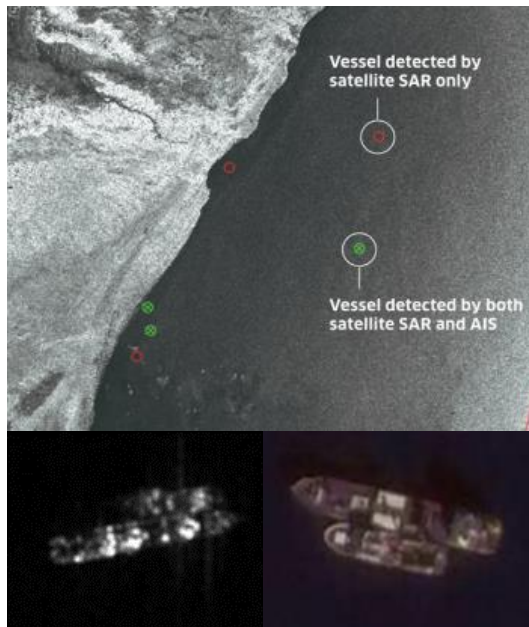 Vessel detected by
satellite SAR only
Vessel detected by both
satellite SAR and AIS